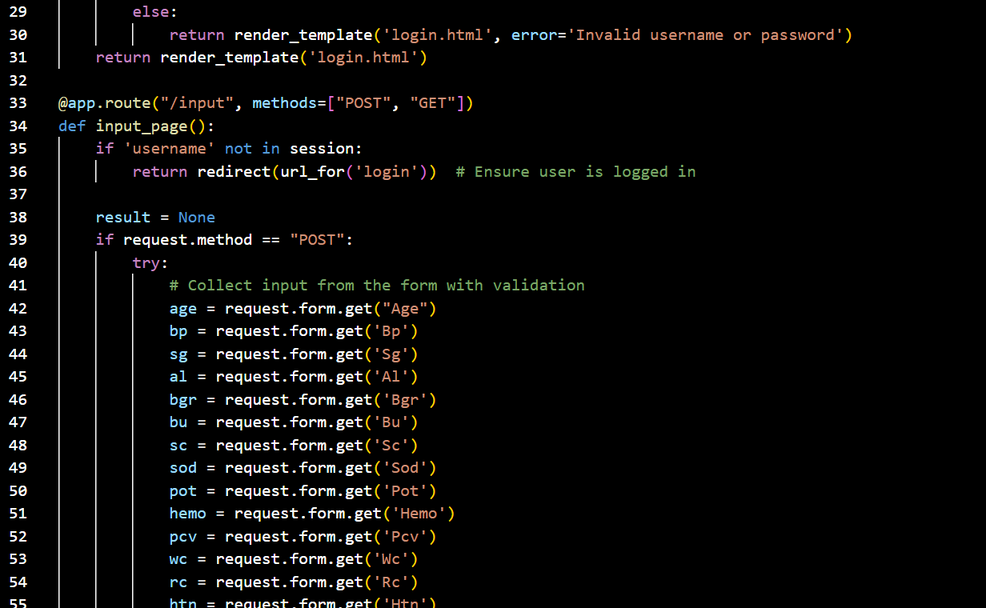 29 else:
30 return render_template('login.html', error='Invalid username or password')
31 return render_template('login.html')
32
33 @app.route("/input", methods=["POST", "GET"])
34 def input_page():
35 if 'username' not in session:
36 return redirect(url_for('login')) # Ensure user is logged in
37
38 result = None
39 if request.method == "POST":
40 try:
41 # Collect input from the form with validation
42 age = request.form.get("Age")
43 bp = request.form.get('Bp')
44 sg = request.form.get('Sg')
45 al = request.form.get('Al')
46 bgr = request.form.get('Bgr')
47 bu = request.form.get('Bu')
48 sc = request.form.get('Sc')
49 sod = request.form.get('Sod')
50 pot = request.form.get('Pot')
51 hemo = request.form.get('Hemo')
52 pcv = request.form.get('Pcv')
53 wc = request.form.get('Wc')
54 rc = request.form.get('Rc')
55 htn = request.form.get('Htn')